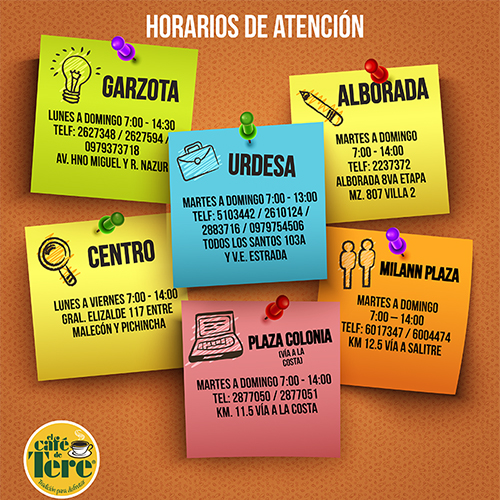 HORARIOS DE ATENCIÓN
GARZOTA
LUNES A DOMINGO 7:00 - 14:30
TELF: 2627348 / 2627594 /
0979373718
AV. HNO MIGUEL Y R. NAZUR
ALBORADA
MARTES A DOMINGO
7:00 - 14:00
TELF: 2237372
ALBORADA 8VA ETAPA
MZ. 807 VILLA 2
URDESA
MARTES A DOMINGO 7:00 - 13:00
TELF: 5103442 / 2610124 /
2883716 / 0979754506
TODOS LOS SANTOS 103A
Y V.E. ESTRADA
CENTRO
LUNES A VIERNES 7:00 - 14:00
GRAL. ELIZALDE 117 ENTRE
MALECÓN Y PICHINCHA
MILANN PLAZA
MARTES A DOMINGO
7:00 – 14:00
TELF: 6017347 / 6004474
KM 12.5 VÍA A SALITRE
PLAZA COLONIA
(VÍA A LA
COSTA)
MARTES A DOMINGO 7:00 - 14:00
TEL: 2877050 / 2877051
KM. 11.5 VÍA A LA COSTA
el
café
de
Tere
Tradición para disfrutar